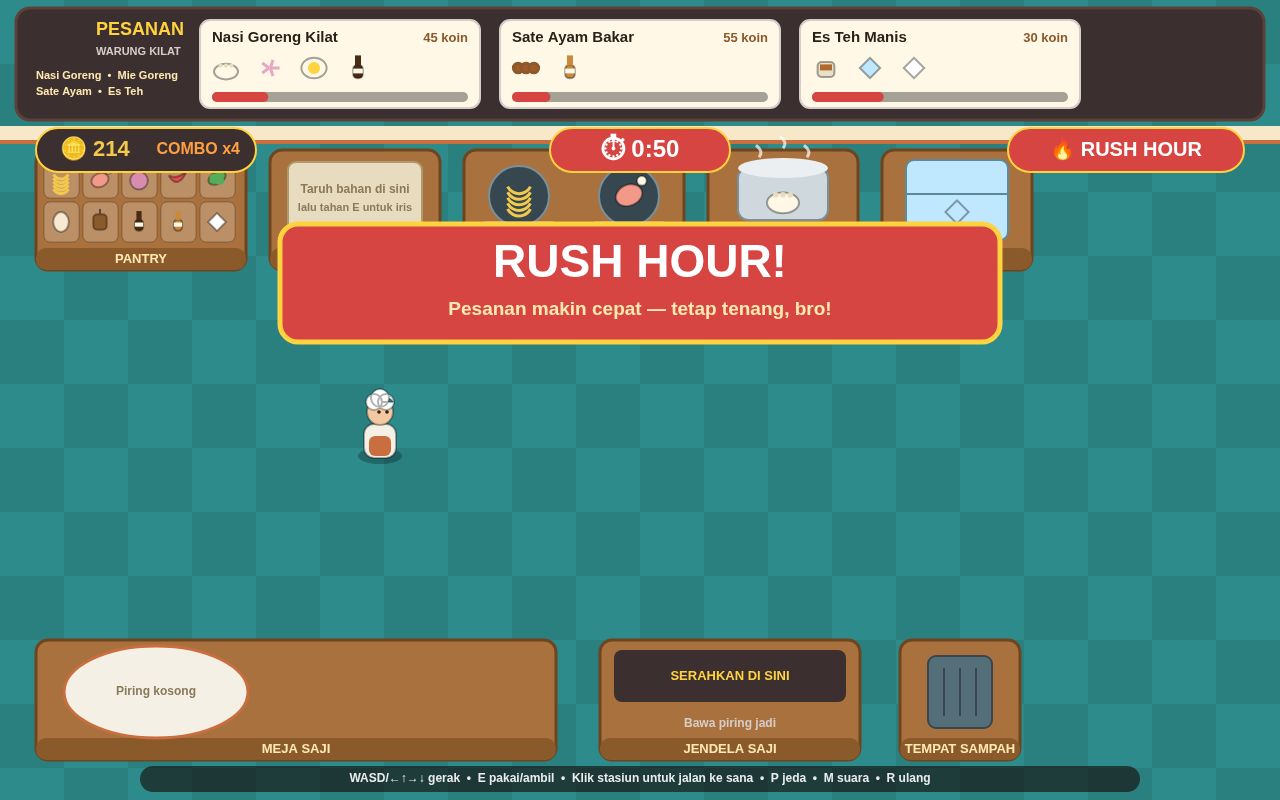 PESANAN
WARUNG KILAT
Nasi Goreng • Mie Goreng
Sate Ayam • Es Teh
Nasi Goreng Kilat 45 koin
Sate Ayam Bakar 55 koin
Es Teh Manis 30 koin
214 COMBO x4
0:50
RUSH HOUR
Taruh bahan di sini
lalu tahan E untuk iris
PANTRY
RUSH HOUR!
Pesanan makin cepat — tetap tenang, bro!
Piring kosong
MEJA SAJI
SERAHKAN DI SINI
Bawa piring jadi
JENDELA SAJI
TEMPAT SAMPAH
WASD/←↑→↓ gerak • E pakai/ambil • Klik stasiun untuk jalan ke sana • P jeda • M suara • R ulang